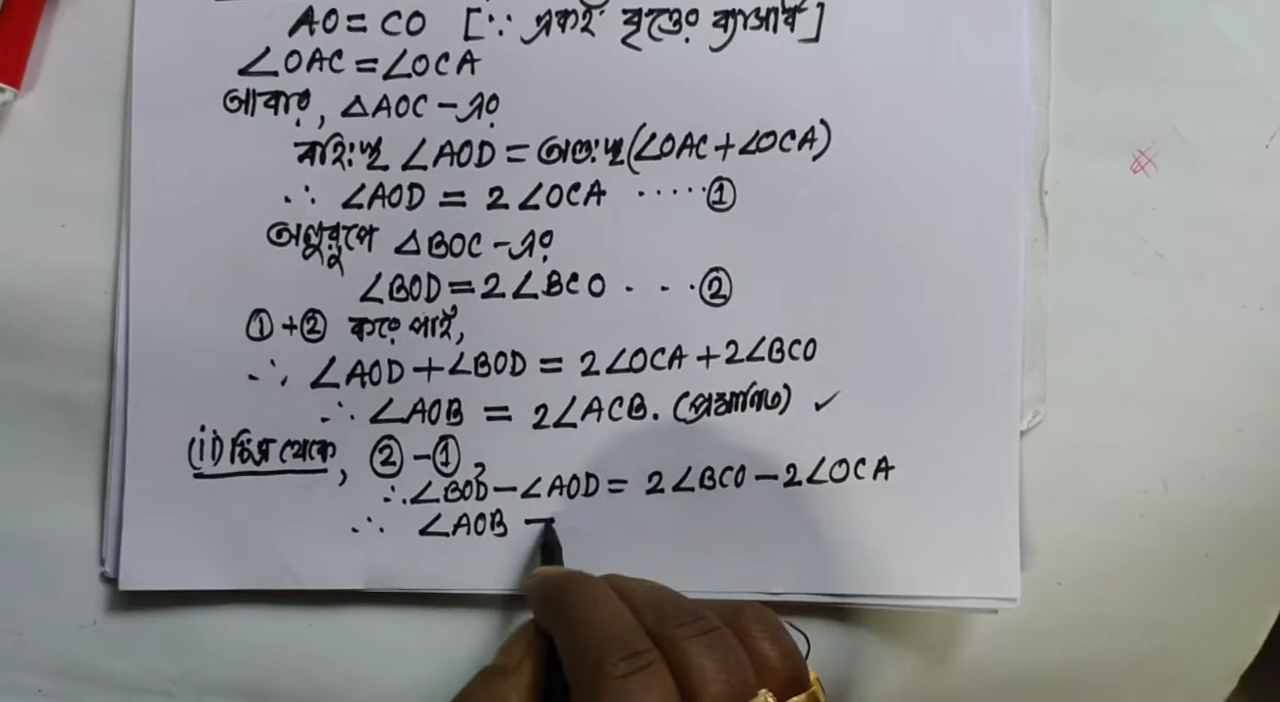 AO = CO [∵ একই বৃত্তের ব্যাসার্ধ]
∠OAC = ∠OCA
আবার, △AOC - এর
বহিঃস্থ ∠AOD = অন্তঃস্থ (∠OAC + ∠OCA)
∴ ∠AOD = 2 ∠OCA ..... ①
অনুরূপে △BOC - এর
∠BOD = 2 ∠BCO . . . ②
① + ② করে পাই,
∴ ∠AOD + ∠BOD = 2 ∠OCA + 2 ∠BCO
∴ ∠AOB = 2 ∠ACB. (প্রমাণিত) ✓
(ii) চিত্র থেকে, ② - ①,
∴ ∠BOD - ∠AOD = 2 ∠BCO - 2 ∠OCA
∴ ∠AOB -